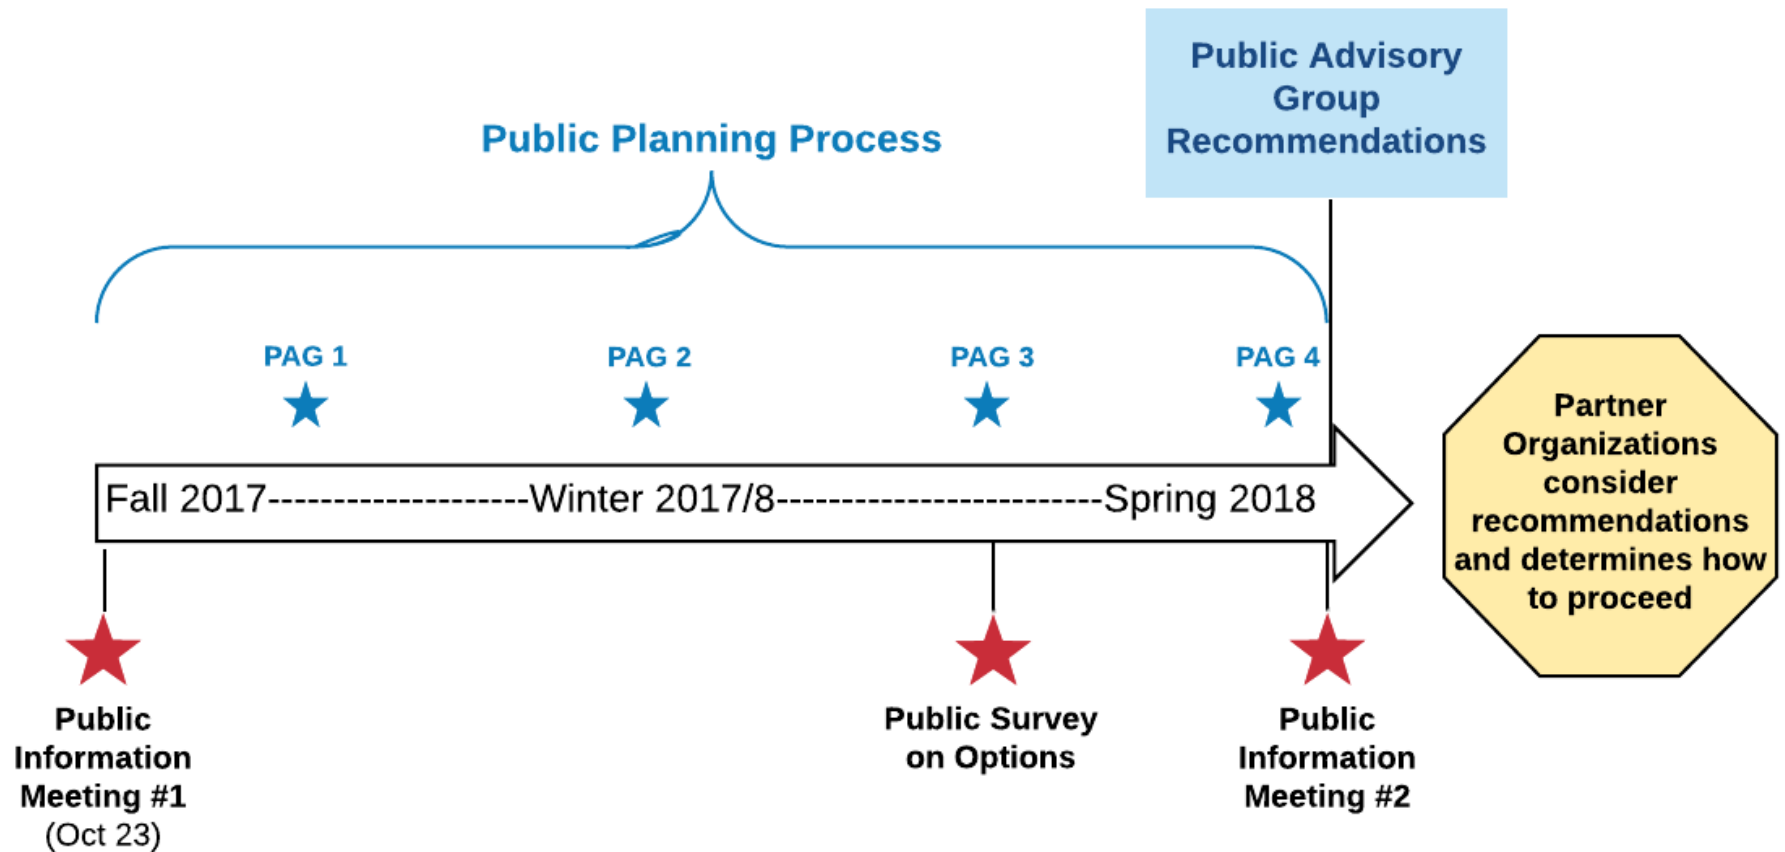 Public Advisory
Group
Recommendations
Public Planning Process
PAG 1
PAG 2
PAG 3
PAG 4
Fall 2017--------------------Winter 2017/8-------------------------Spring 2018
Partner
Organizations
consider
recommendations
and determines how
to proceed
Public
Information
Meeting #1
(Oct 23)
Public Survey
on Options
Public
Information
Meeting #2